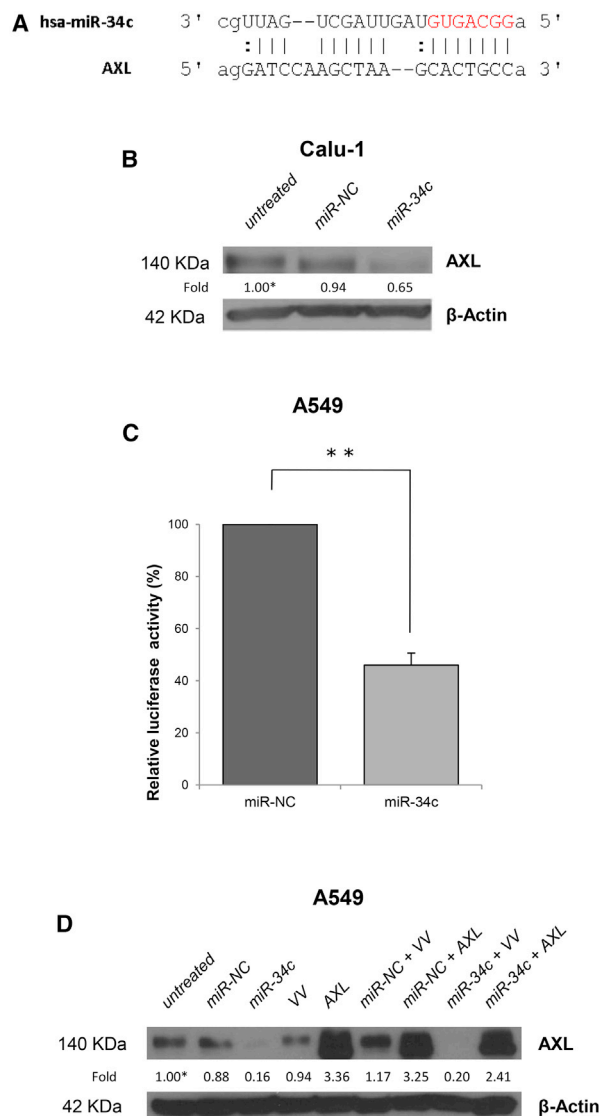 A
hsa-miR-34c 3' cgUUAG--UCGAUUGAUGUGACGGa 5'
:||| |||||| :|||||||
AXL 5' agGATCCAAGCTAA--GCACTGCCa 3'
B
Calu-1
untreated miR-NC miR-34c
140 KDa AXL
Fold 1.00* 0.94 0.65
42 KDa β-Actin
A549
C
**
Relative luciferase activity (%)
100
80
60
40
20
0
miR-NC miR-34c
A549
D
untreated miR-NC miR-34c VV AXL miR-NC + VV miR-NC + AXL miR-34c + VV miR-34c + AXL
140 KDa AXL
Fold 1.00* 0.88 0.16 0.94 3.36 1.17 3.25 0.20 2.41
42 KDa β-Actin